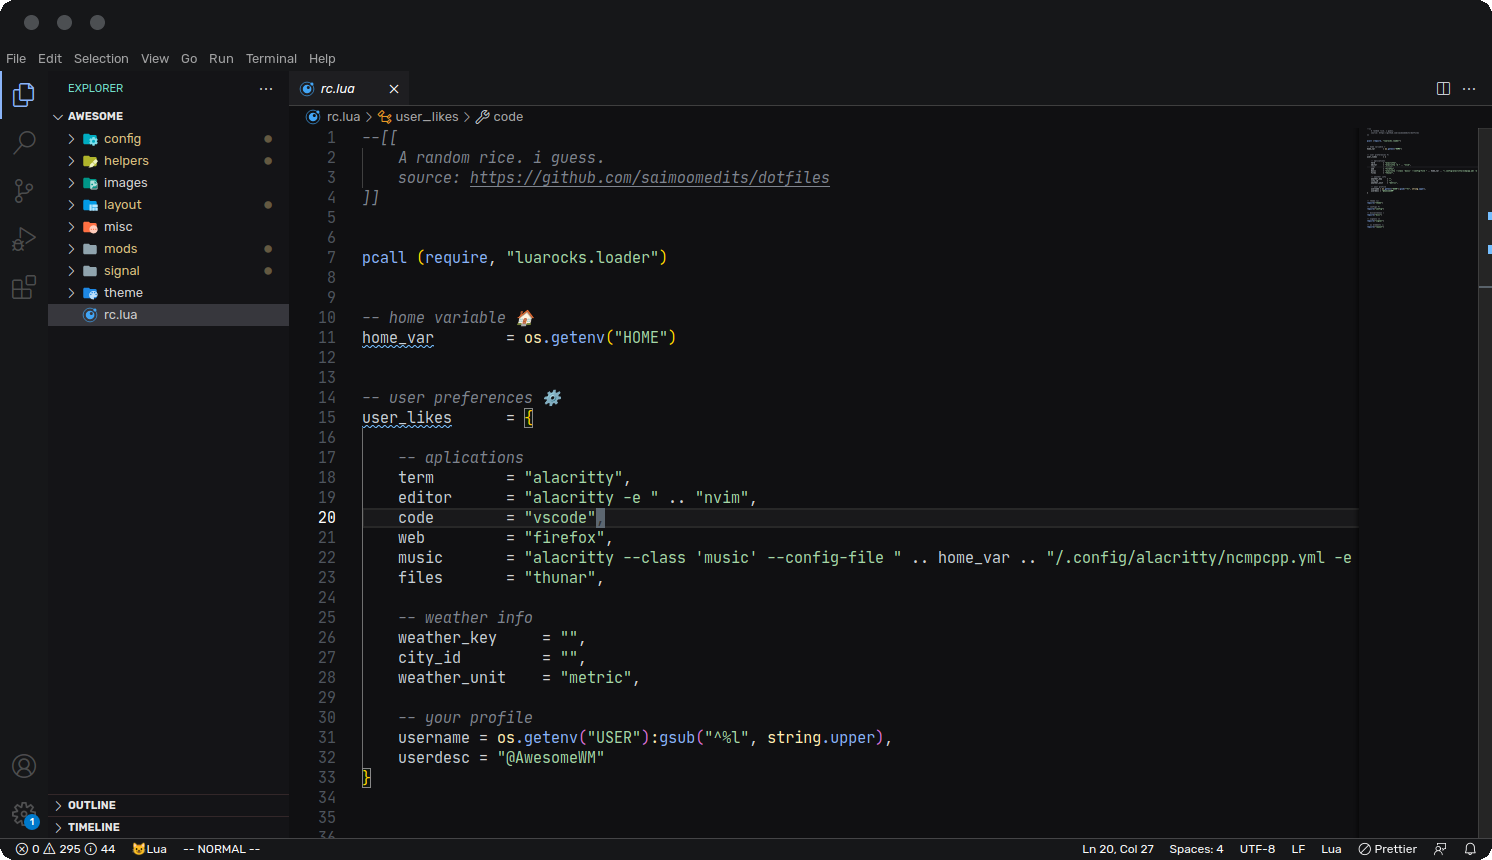 File Edit Selection View Go Run Terminal Help
EXPLORER
AWESOME
config
helpers
images
layout
misc
mods
signal
theme
rc.lua
OUTLINE
TIMELINE
1
rc.lua
rc.lua > user_likes > code
1 --[[
2 A random rice. i guess.
3 source: https://github.com/saimoomedits/dotfiles
4 ]]
5
6
7 pcall (require, "luarocks.loader")
8
9
10 -- home variable 🏠
11 home_var = os.getenv("HOME")
12
13
14 -- user preferences ⚙️
15 user_likes = {
16
17 -- aplications
18 term = "alacritty",
19 editor = "alacritty -e " .. "nvim",
20 code = "vscode",
21 web = "firefox",
22 music = "alacritty --class 'music' --config-file " .. home_var .. "/.config/alacritty/ncmpcpp.yml -e
23 files = "thunar",
24
25 -- weather info
26 weather_key = "",
27 city_id = "",
28 weather_unit = "metric",
29
30 -- your profile
31 username = os.getenv("USER"):gsub("^%l", string.upper),
32 userdesc = "@AwesomeWM"
33 }
34
35
36
0 295 44 🐱Lua -- NORMAL -- Ln 20, Col 27 Spaces: 4 UTF-8 LF Lua Prettier